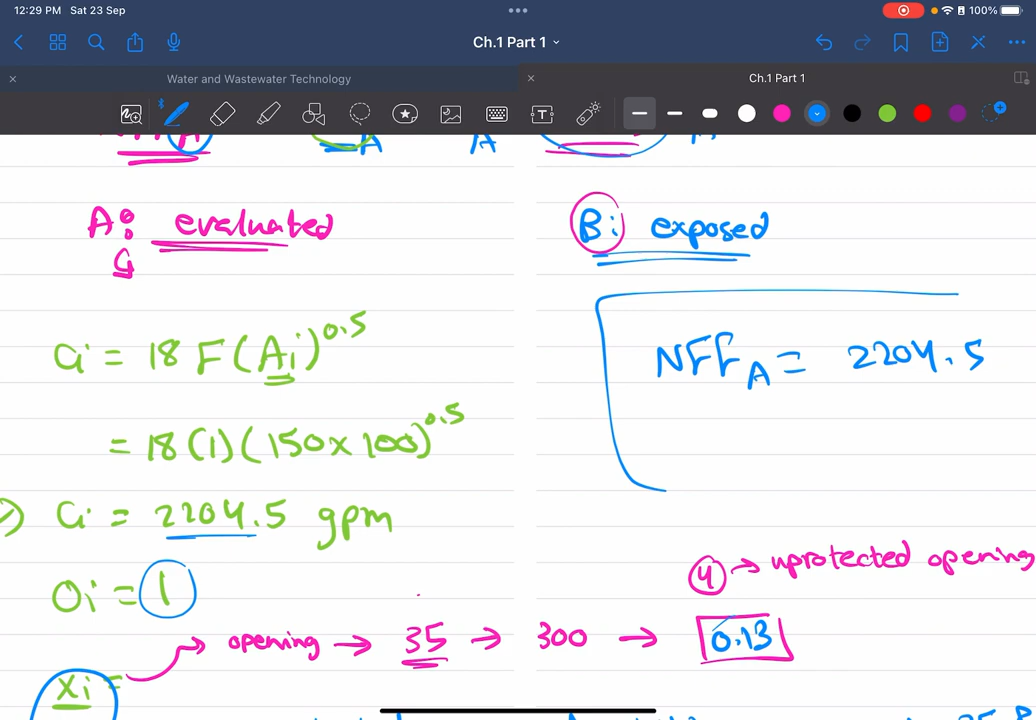 12:29 PM Sat 23 Sep
100%
Ch.1 Part 1
Water and Wastewater Technology
Ch.1 Part 1
A: evaluated
Ci = 18 F (Ai)^0.5
= 18 (1) (150 x 100)^0.5
Ci = 2204.5 gpm
Oi = 1
Xi =
opening → 35 → 300 → 0.13
B: exposed
NFF A = 2204.5
4 → uprotected opening